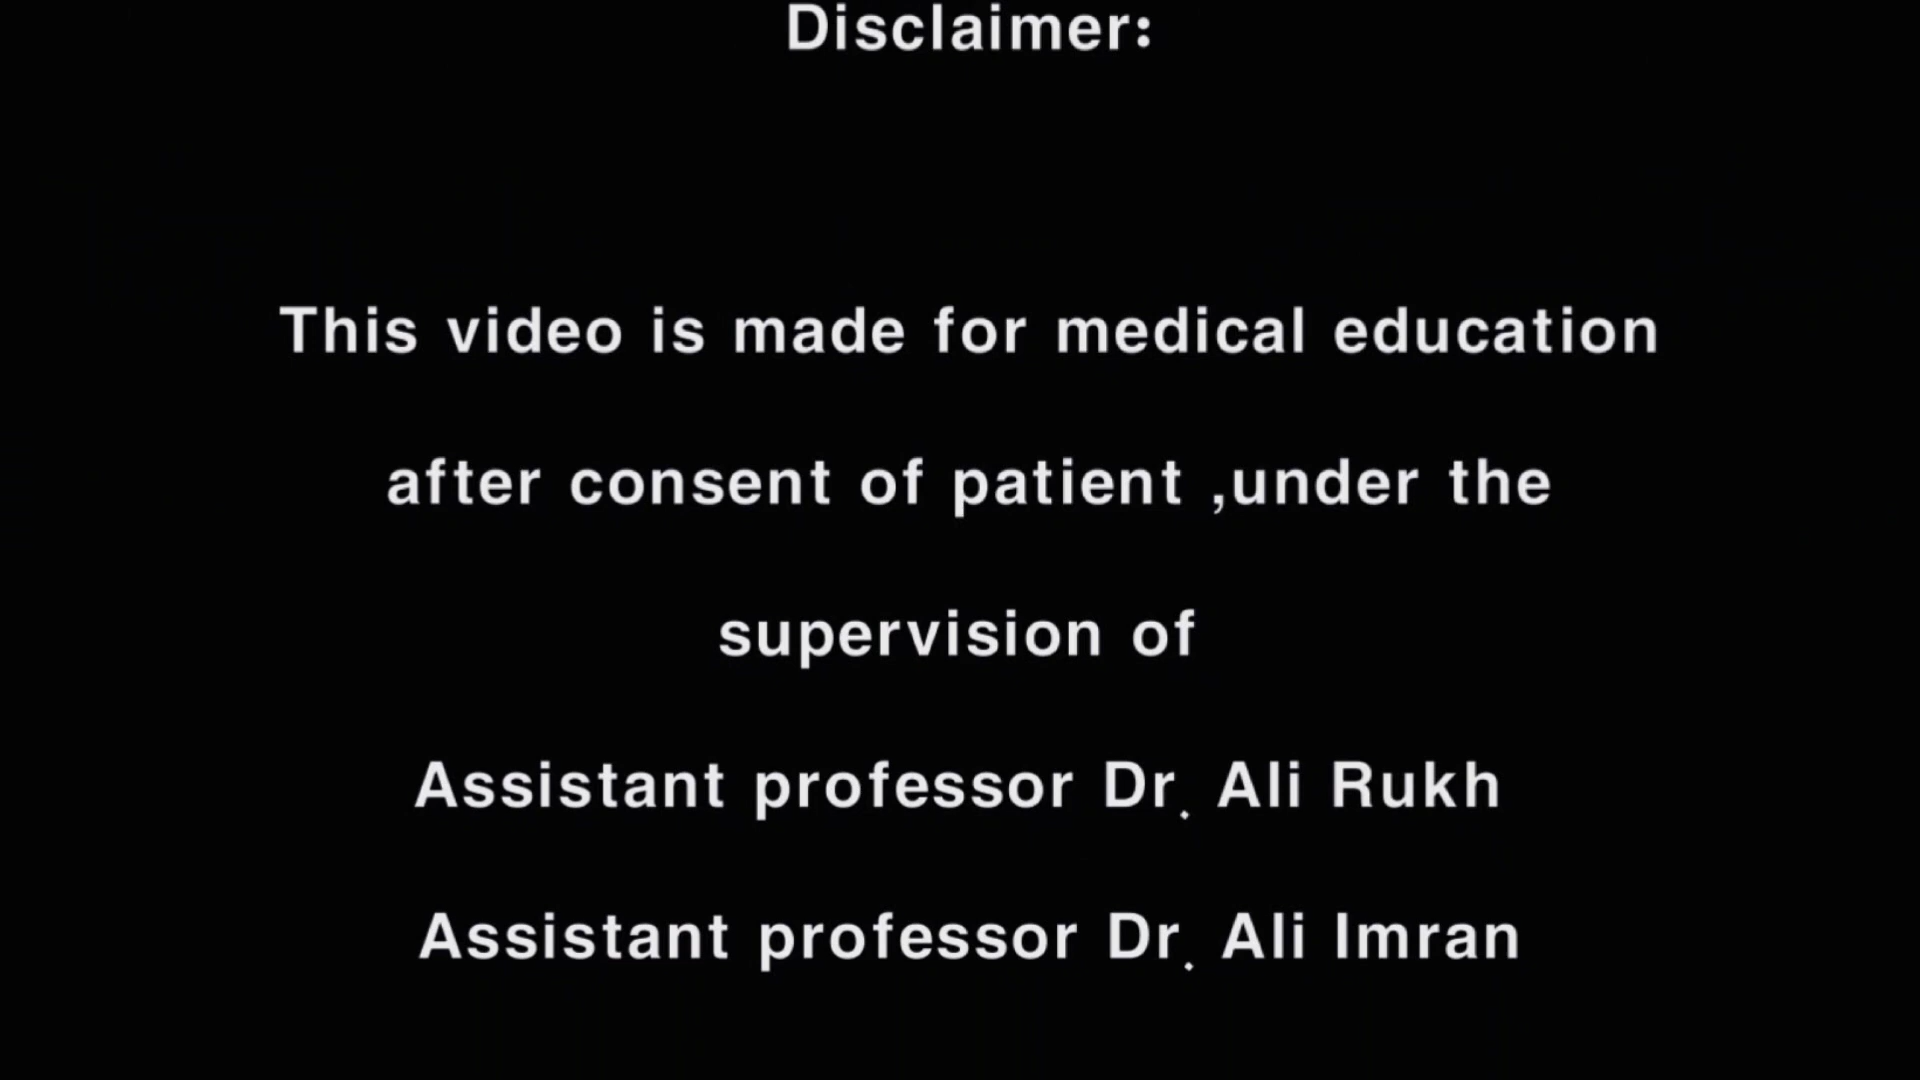 Disclaimer:
This video is made for medical education
after consent of patient ,under the
supervision of
Assistant professor Dr. Ali Rukh
Assistant professor Dr. Ali Imran